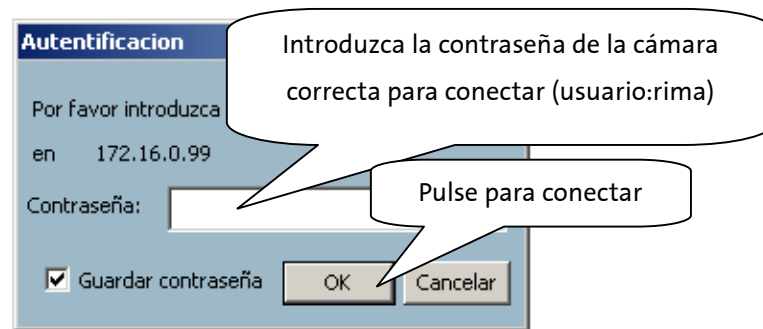 Autentificacion
Introduzca la contraseña de la cámara
correcta para conectar (usuario:rima)
Por favor introduzca
en 172.16.0.99
Contraseña:
Pulse para conectar
Guardar contraseña
OK
Cancelar